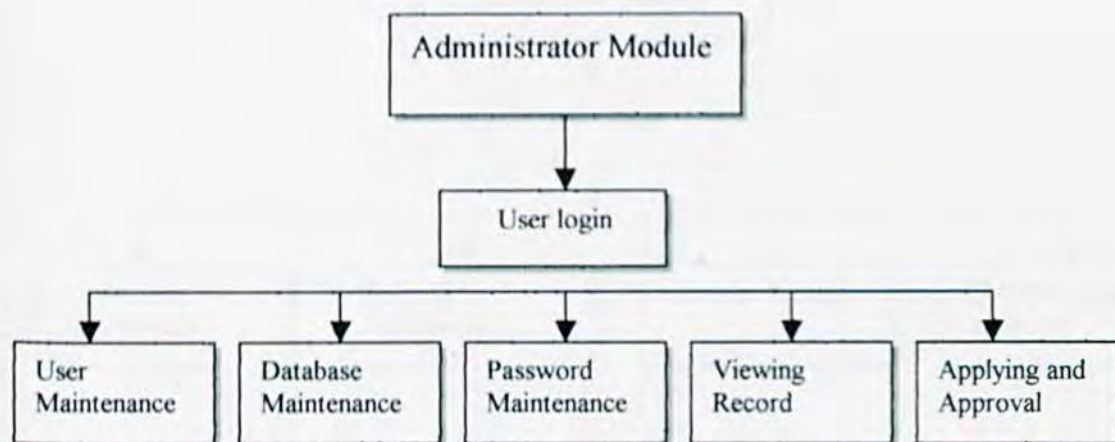 Administrator Module
User login
User
Maintenance
Database
Maintenance
Password
Maintenance
Viewing
Record
Applying and
Approval